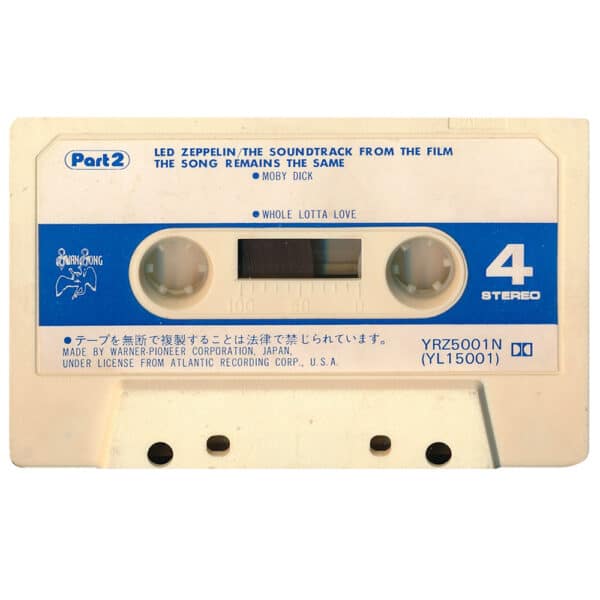 Part 2
LED ZEPPELIN/THE SOUNDTRACK FROM THE FILM
THE SONG REMAINS THE SAME
●MOBY DICK
●WHOLE LOTTA LOVE
SWAN SONG
4
STEREO
100 50 0
●テープを無断で複製することは法律で禁じられています。
MADE BY WARNER-PIONEER CORPORATION, JAPAN,
UNDER LICENSE FROM ATLANTIC RECORDING CORP., U.S.A.
YRZ5001N
(YL15001)